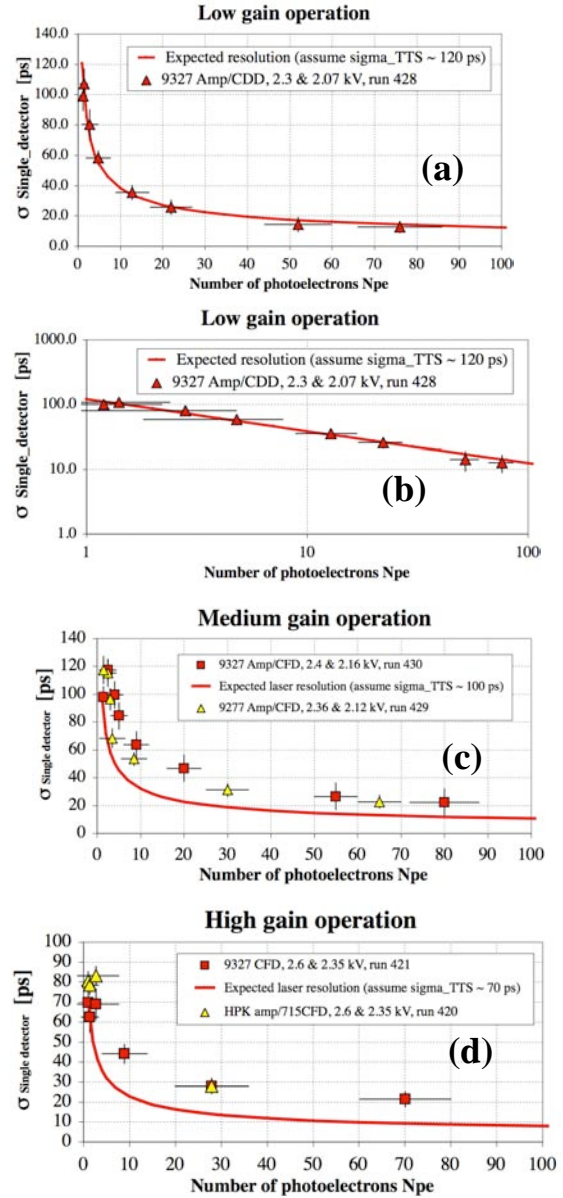 Low gain operation
140.0
120.0
100.0
80.0
60.0
40.0
20.0
0.0
σ Single_detector [ps]
Expected resolution (assume sigma_TTS ~ 120 ps)
9327 Amp/CDD, 2.3 & 2.07 kV, run 428
(a)
0 10 20 30 40 50 60 70 80 90 100
Number of photoelectrons Npe
Low gain operation
1000.0
100.0
10.0
1.0
σ Single_detector [ps]
Expected resolution (assume sigma_TTS ~ 120 ps)
9327 Amp/CDD, 2.3 & 2.07 kV, run 428
(b)
1 10 100
Number of photoelectrons Npe
Medium gain operation
140
120
100
80
60
40
20
0
σ Single detector [ps]
9327 Amp/CFD, 2.4 & 2.16 kV, run 430
Expected laser resolution (assume sigma_TTS ~ 100 ps)
9277 Amp/CFD, 2.36 & 2.12 kV, run 429
(c)
0 10 20 30 40 50 60 70 80 90 100
Number of photoelectrons Npe
High gain operation
100
90
80
70
60
50
40
30
20
10
0
σ Single detector [ps]
9327 CFD, 2.6 & 2.35 kV, run 421
Expected laser resolution (assume sigma_TTS ~ 70 ps)
HPK amp/715CFD, 2.6 & 2.35 kV, run 420
(d)
0 10 20 30 40 50 60 70 80 90 100
Number of photoelectrons Npe